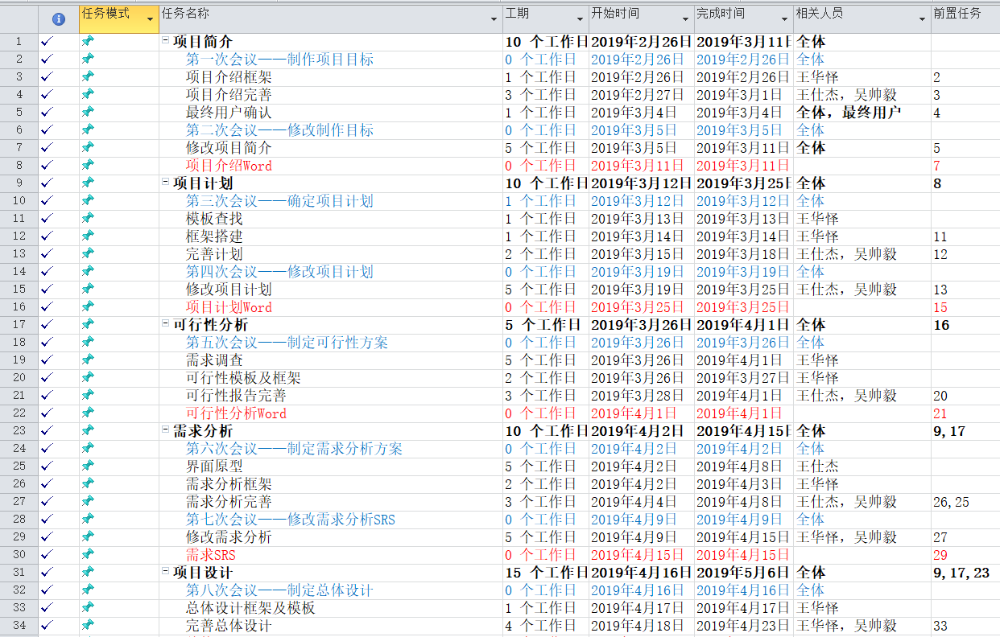 任务模式 任务名称 工期 开始时间 完成时间 相关人员 前置任务
1 项目简介 10 个工作日 2019年2月26日 2019年3月11日 全体
2 第一次会议——制作项目目标 0 个工作日 2019年2月26日 2019年2月26日 全体
3 项目介绍框架 1 个工作日 2019年2月26日 2019年2月26日 王华怿 2
4 项目介绍完善 3 个工作日 2019年2月27日 2019年3月1日 王仕杰，吴帅毅 3
5 最终用户确认 1 个工作日 2019年3月4日 2019年3月4日 全体，最终用户 4
6 第二次会议——修改制作目标 0 个工作日 2019年3月5日 2019年3月5日 全体
7 修改项目简介 5 个工作日 2019年3月5日 2019年3月11日 全体 5
8 项目介绍Word 0 个工作日 2019年3月11日 2019年3月11日 7
9 项目计划 10 个工作日 2019年3月12日 2019年3月25日 全体 8
10 第三次会议——确定项目计划 1 个工作日 2019年3月12日 2019年3月12日 全体
11 模板查找 1 个工作日 2019年3月13日 2019年3月13日 王华怿
12 框架搭建 1 个工作日 2019年3月14日 2019年3月14日 王华怿 11
13 完善计划 2 个工作日 2019年3月15日 2019年3月18日 王仕杰，吴帅毅 12
14 第四次会议——修改项目计划 0 个工作日 2019年3月19日 2019年3月19日 全体
15 修改项目计划 5 个工作日 2019年3月19日 2019年3月25日 王仕杰，吴帅毅 13
16 项目计划Word 0 个工作日 2019年3月25日 2019年3月25日 15
17 可行性分析 5 个工作日 2019年3月26日 2019年4月1日 全体 16
18 第五次会议——制定可行性方案 0 个工作日 2019年3月26日 2019年3月26日 全体
19 需求调查 5 个工作日 2019年3月26日 2019年4月1日 王华怿
20 可行性模板及框架 2 个工作日 2019年3月26日 2019年3月27日 王华怿
21 可行性报告完善 3 个工作日 2019年3月28日 2019年4月1日 王仕杰，吴帅毅 20
22 可行性分析Word 0 个工作日 2019年4月1日 2019年4月1日 21
23 需求分析 10 个工作日 2019年4月2日 2019年4月15日 全体 9,17
24 第六次会议——制定需求分析方案 0 个工作日 2019年4月2日 2019年4月2日 全体
25 界面原型 5 个工作日 2019年4月2日 2019年4月8日 王仕杰
26 需求分析框架 2 个工作日 2019年4月2日 2019年4月3日 王华怿
27 需求分析完善 3 个工作日 2019年4月4日 2019年4月8日 王仕杰，吴帅毅 26,25
28 第七次会议——修改需求分析SRS 0 个工作日 2019年4月9日 2019年4月9日 全体
29 修改需求分析 5 个工作日 2019年4月9日 2019年4月15日 王华怿，吴帅毅 27
30 需求SRS 0 个工作日 2019年4月15日 2019年4月15日 29
31 项目设计 15 个工作日 2019年4月16日 2019年5月6日 全体 9,17,23
32 第八次会议——制定总体设计 0 个工作日 2019年4月16日 2019年4月16日 全体
33 总体设计框架及模板 1 个工作日 2019年4月17日 2019年4月17日 王华怿
34 完善总体设计 4 个工作日 2019年4月18日 2019年4月23日 王华怿，吴帅毅 33